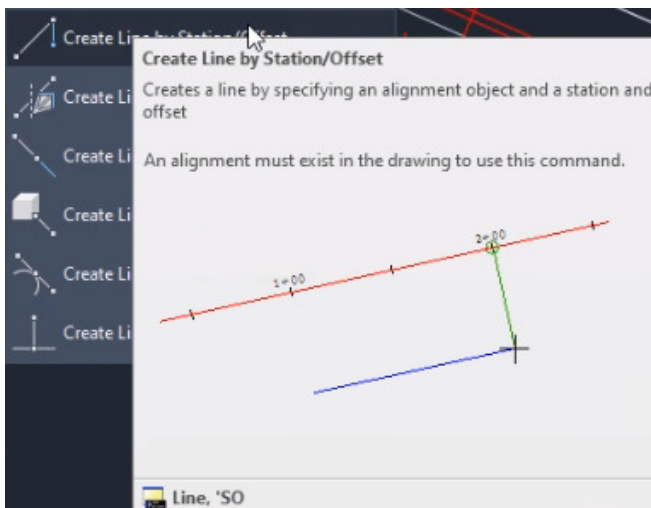 Create Line by Station/Offset
Create Line by Station/Offset
Creates a line by specifying an alignment object and a station and
offset
Create Li
An alignment must exist in the drawing to use this command.
Create Li
Create Li
2+00
1+00
Create Li
Create Li
Line, 'SO